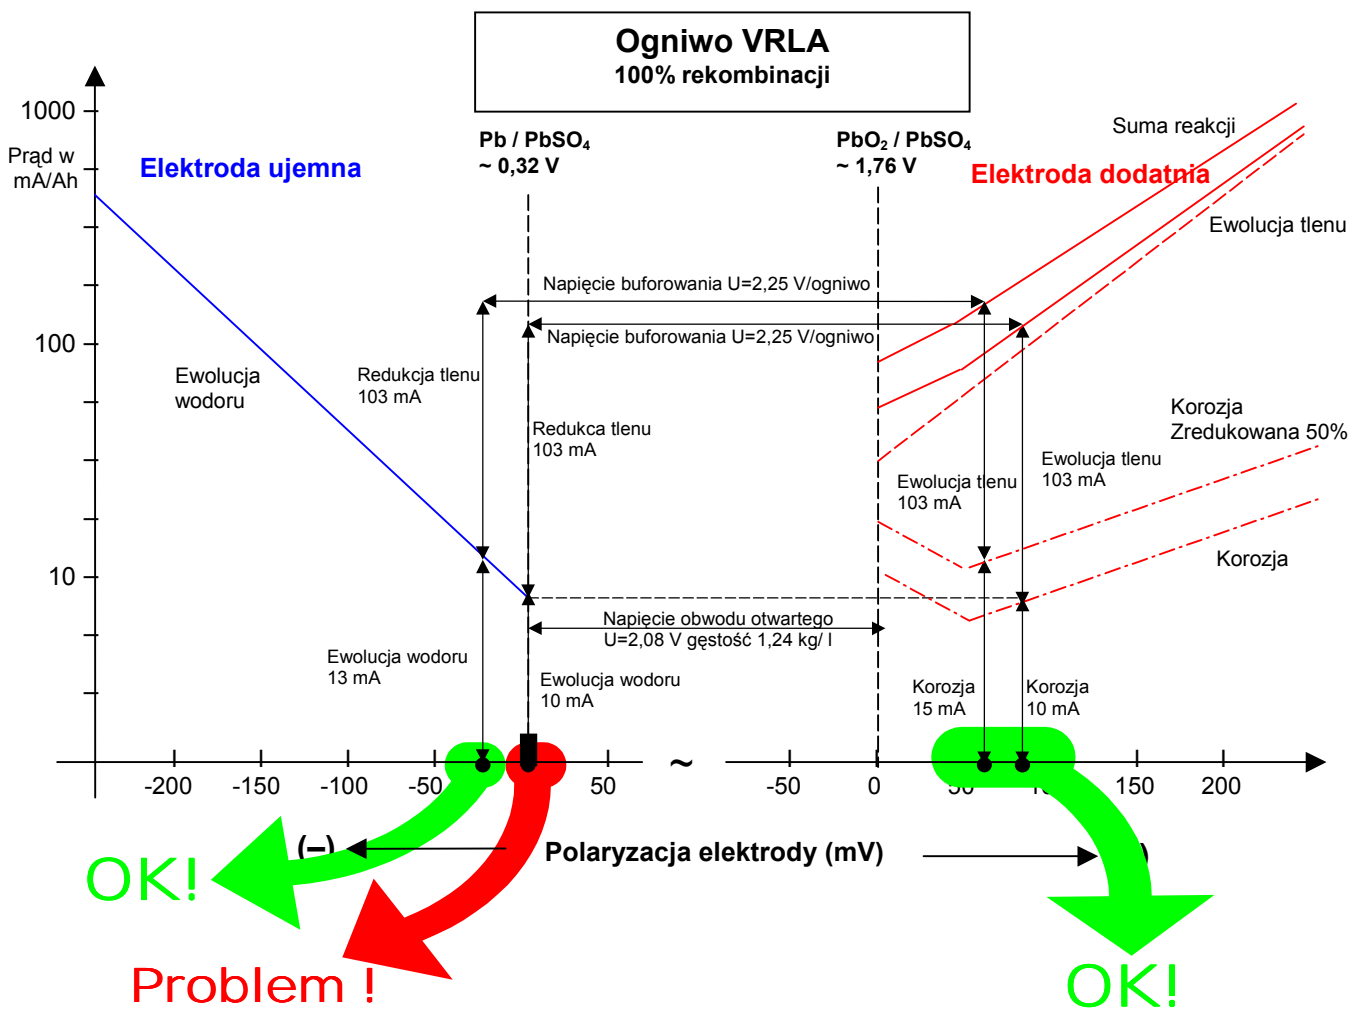 Ogniwo VRLA
100% rekombinacji
1000
Prąd w
mA/Ah
100
10
Elektroda ujemna
Pb / PbSO₄
~ 0,32 V
PbO₂ / PbSO₄
~ 1,76 V
Suma reakcji
Elektroda dodatnia
Ewolucja tlenu
Napięcie buforowania U=2,25 V/ogniwo
Napięcie buforowania U=2,25 V/ogniwo
Ewolucja
wodoru
Redukcja tlenu
103 mA
Redukca tlenu
103 mA
Korozja
Zredukowana 50%
Ewolucja tlenu
103 mA
Ewolucja tlenu
103 mA
Korozja
Napięcie obwodu otwartego
U=2,08 V gęstość 1,24 kg/ l
Ewolucja wodoru
13 mA
Ewolucja wodoru
10 mA
Korozja
15 mA
Korozja
10 mA
-200 -150 -100 -50 50 ~ -50 0 50 150 200
(–) Polaryzacja elektrody (mV) )
OK!
Problem !
OK!